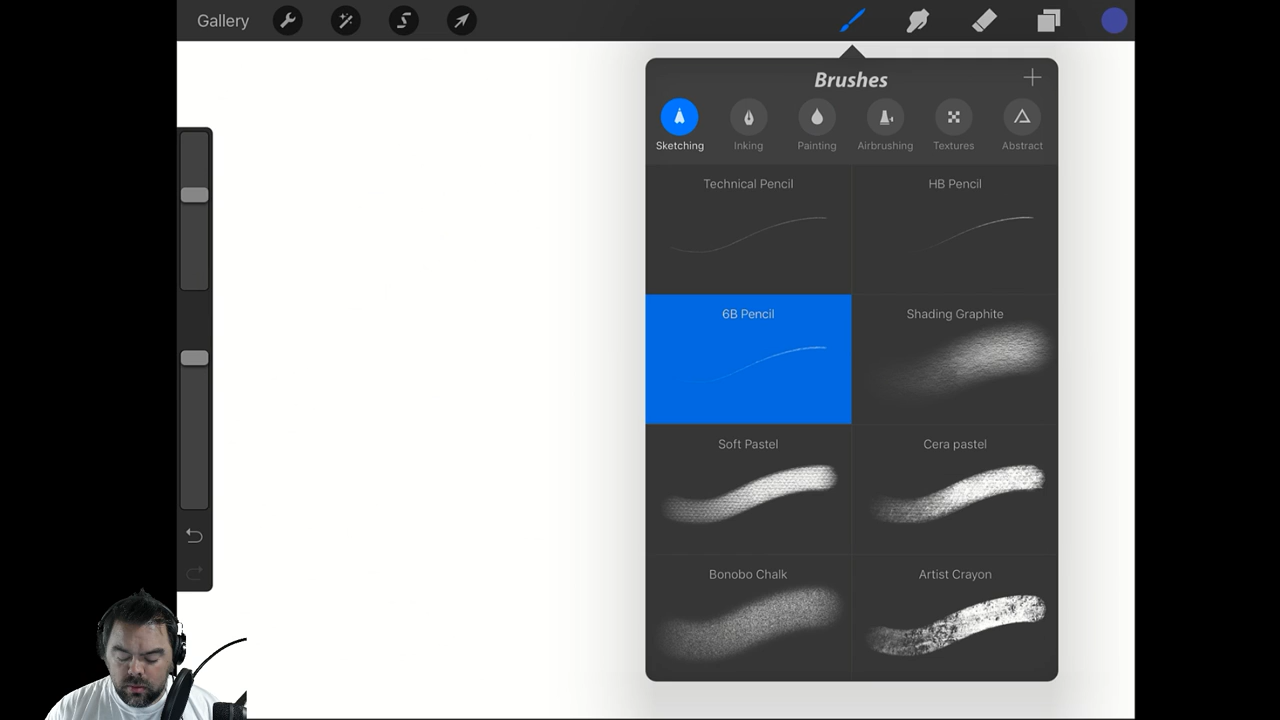 Gallery
Brushes
Sketching Inking Painting Airbrushing Textures Abstract
Technical Pencil HB Pencil
6B Pencil Shading Graphite
Soft Pastel Cera pastel
Bonobo Chalk Artist Crayon